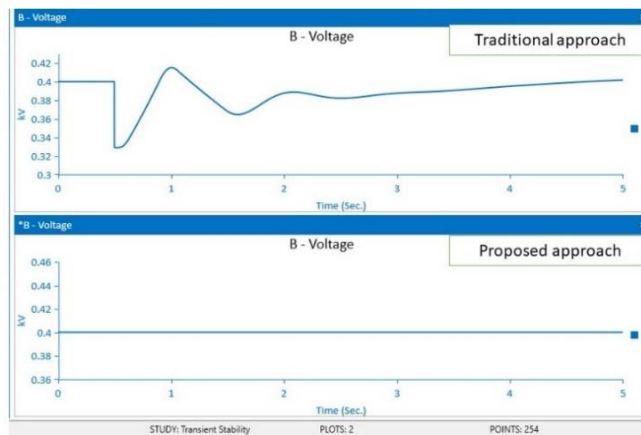 B - Voltage
B - Voltage
Traditional approach
0.42
0.4
0.38
0.36
0.34
0.32
0.3
kV
0 1 2 3 4 5
Time (Sec.)
*B - Voltage
B - Voltage
Proposed approach
0.46
0.44
0.42
0.4
0.38
0.36
kV
0 1 2 3 4 5
Time (Sec.)
STUDY: Transient Stability PLOTS: 2 POINTS: 254